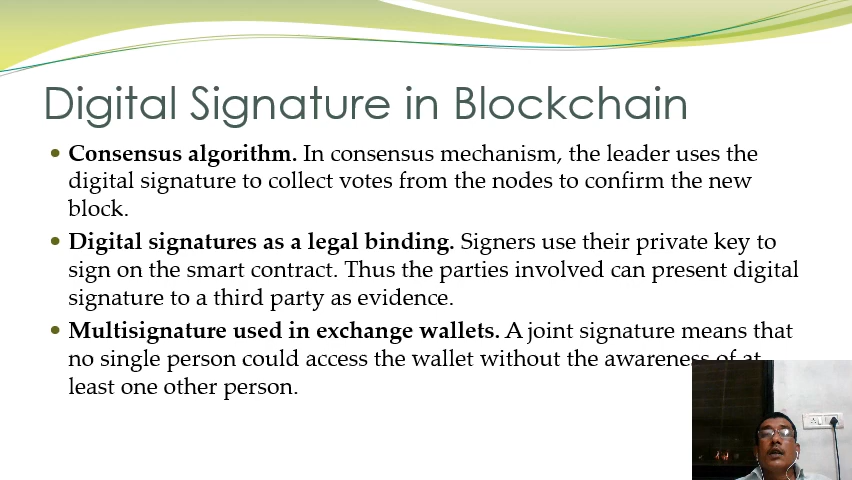 Digital Signature in Blockchain
• Consensus algorithm. In consensus mechanism, the leader uses the
digital signature to collect votes from the nodes to confirm the new
block.
• Digital signatures as a legal binding. Signers use their private key to
sign on the smart contract. Thus the parties involved can present digital
signature to a third party as evidence.
• Multisignature used in exchange wallets. A joint signature means that
no single person could access the wallet without the awareness of at
least one other person.